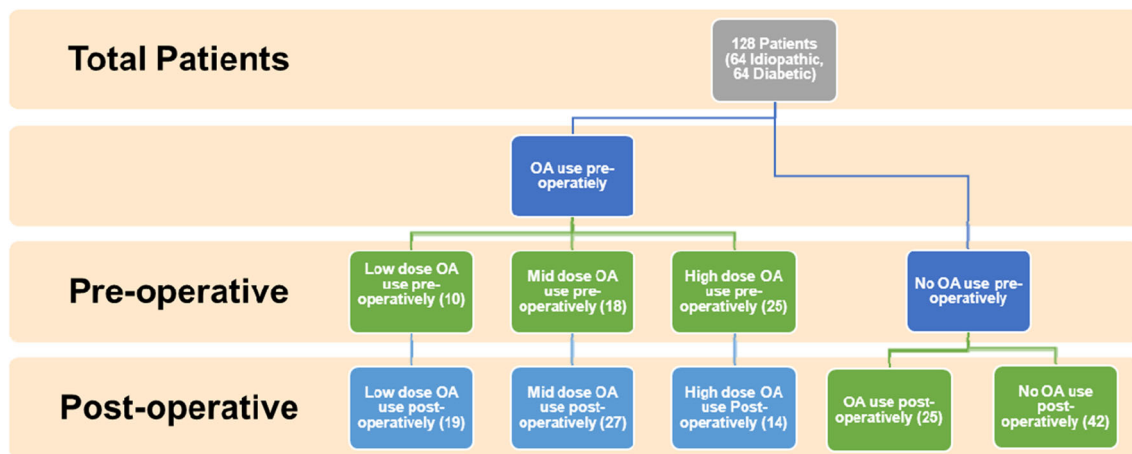 Total Patients
128 Patients
(64 Idiopathic,
64 Diabetic)
OA use pre-
operatiely
Pre-operative
Low dose OA
use pre-
operatively (10)
Mid dose OA
use pre-
operatively (18)
High dose OA
use pre-
operatively (25)
No OA use pre-
operatively
Post-operative
Low dose OA
use post-
operatively (19)
Mid dose OA
use post-
operatively (27)
High dose OA
use Post-
operatively (14)
OA use post-
operatively (25)
No OA use
post-
operatively (42)